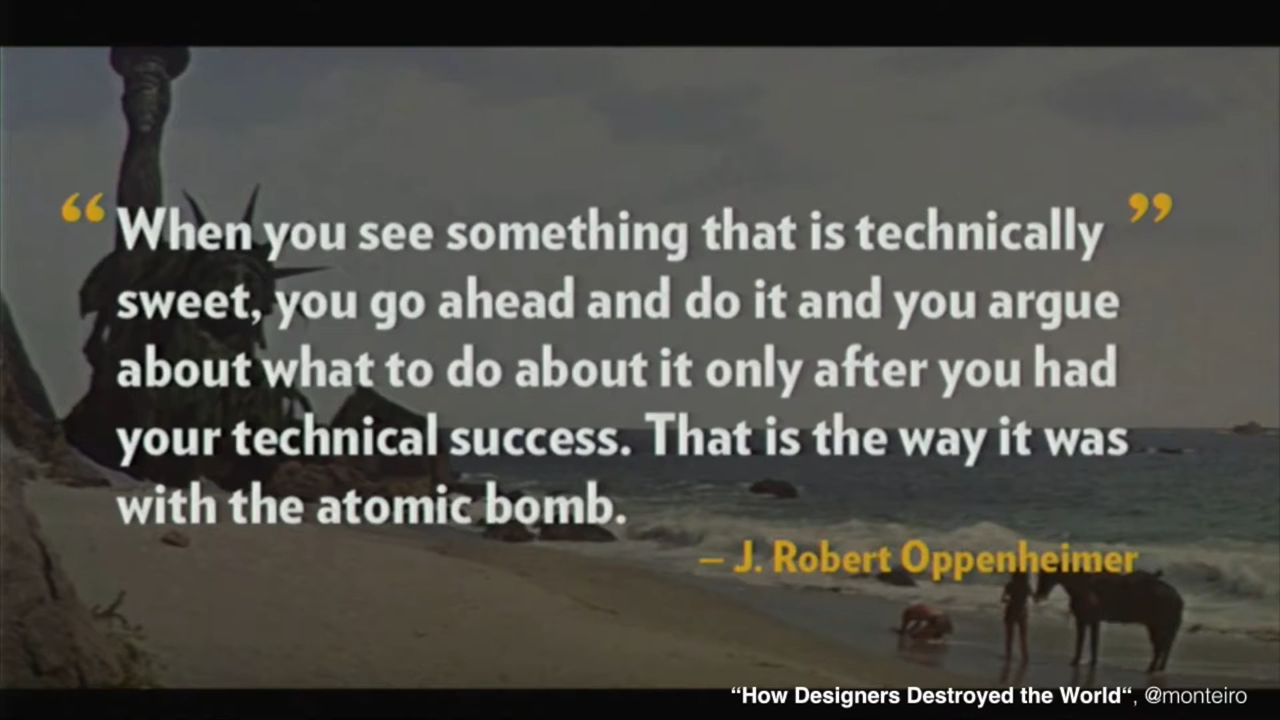 “When you see something that is technically ”
sweet, you go ahead and do it and you argue
about what to do about it only after you had
your technical success. That is the way it was
with the atomic bomb.
– J. Robert Oppenheimer
“How Designers Destroyed the World“, @monteiro